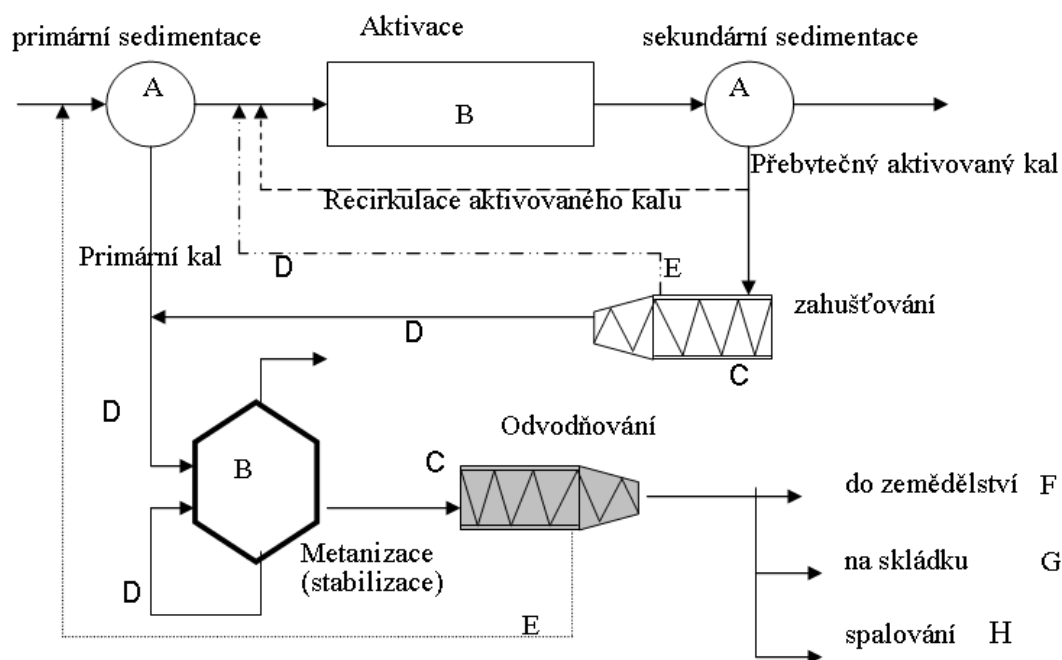 Aktivace
primární sedimentace
sekundární sedimentace
A
B
A
Přebytečný aktivovaný kal
Recirkulace aktivovaného kalu
Primární kal
D
E
zahušťování
D
C
D
Odvodňování
B
C
do zemědělství F
Metanizace
(stabilizace)
na skládku G
D
E
spalování H